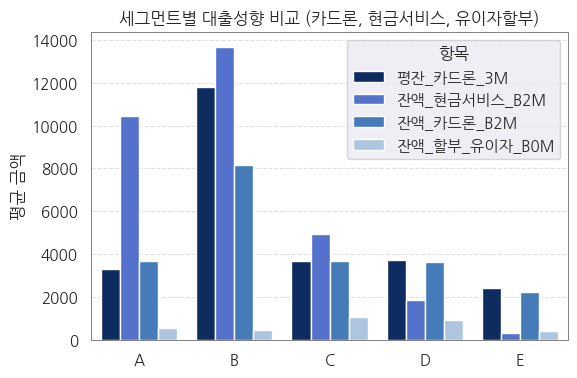 세그먼트별 대출성향 비교 (카드론, 현금서비스, 유이자할부)
항목
평잔_카드론_3M
잔액_현금서비스_B2M
잔액_카드론_B2M
잔액_할부_유이자_B0M
평균 금액
14000
12000
10000
8000
6000
4000
2000
0
A B C D E